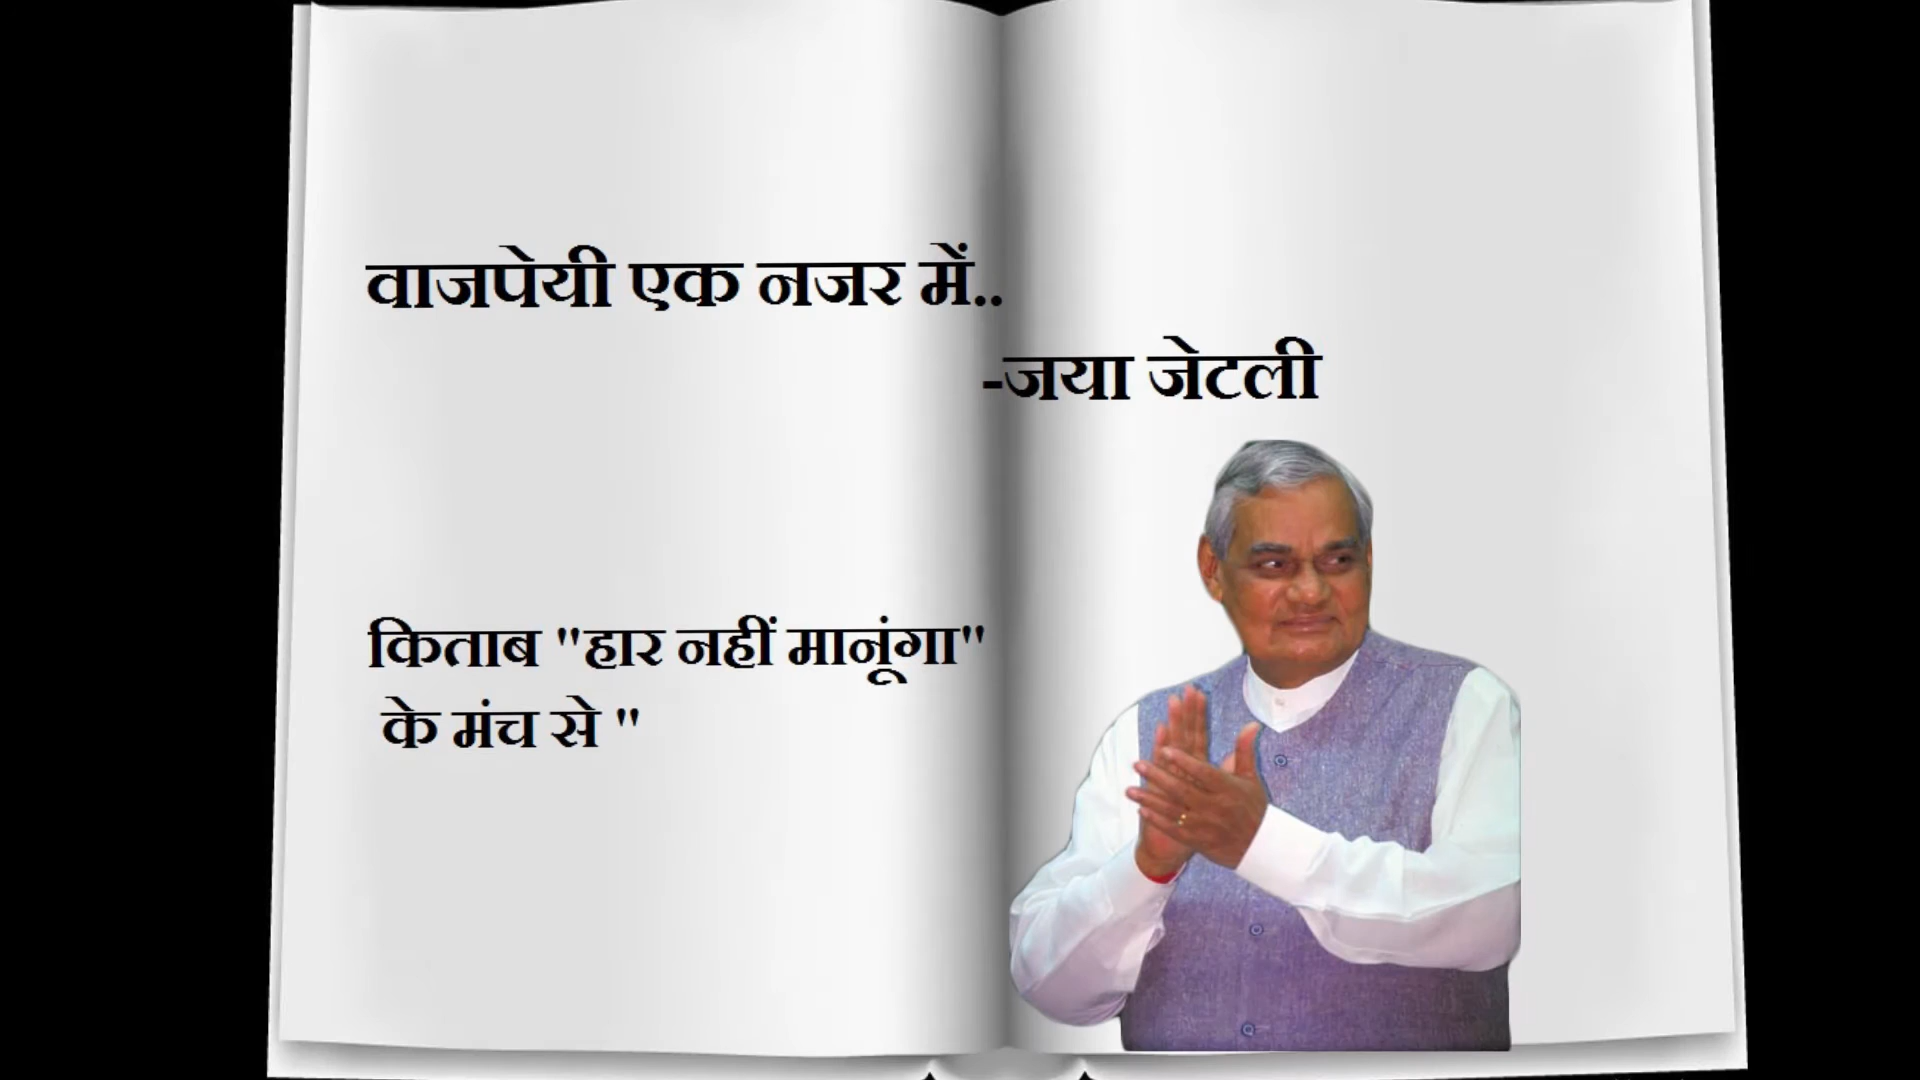 वाजपेयी एक नजर में..
-जया जेटली
किताब "हार नहीं मानूंगा"
के मंच से "